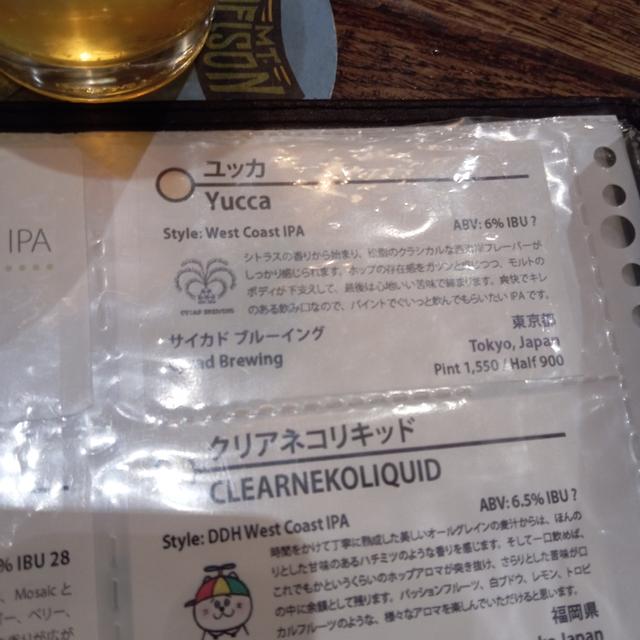 ユッカ
Yucca
IPA
Style: West Coast IPA
ABV: 6% IBU ?
シトラスの香りから始まり、松脂のクラシカルな西海岸フレーバーが
しっかり感じられます。ホップの存在感をガツンと
つつ、モルトの
ボディが下支えして、最後は心地いい苦味で締まります。爽快でキレ
のある飲み口なので、パイントでぐいっと飲んでもらいたいIPAです。
サイカド ブルーイング
ad Brewing
東京都
Tokyo, Japan
Pint 1,550 / Half 900
クリアネコリキッド
CLEARNEKOLIQUID
ABV: 6.5% IBU ?
Style: DDH West Coast IPA
時間をかけて丁寧に熟成した美しいオールグレインの麦汁からは、ほんの
りとした甘味のあるハチミツのような香りを感じます。そして一口飲めば、
これでもかというくらいのホップアロマが突き抜け、さらりとした苦味が口
の中に余韻として残ります。パッションフルーツ、白ブドウ、レモン、トロピ
カルフルーツのような、様々なアロマを楽しんでいただけると思います。
福岡県
Japan
% IBU 28
Mosaic と
ー、ベリー、